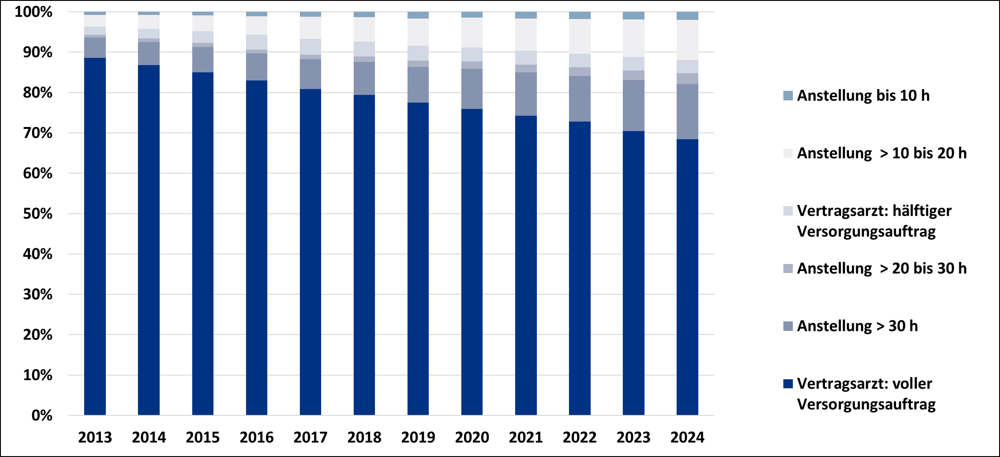 100%
90%
80%
70%
60%
50%
40%
30%
20%
10%
0%
2013 2014 2015 2016 2017 2018 2019 2020 2021 2022 2023 2024
Anstellung bis 10 h
Anstellung  > 10 bis 20 h
Vertragsarzt: hälftiger
Versorgungsauftrag
Anstellung  > 20 bis 30 h
Anstellung > 30 h
Vertragsarzt: voller
Versorgungsauftrag